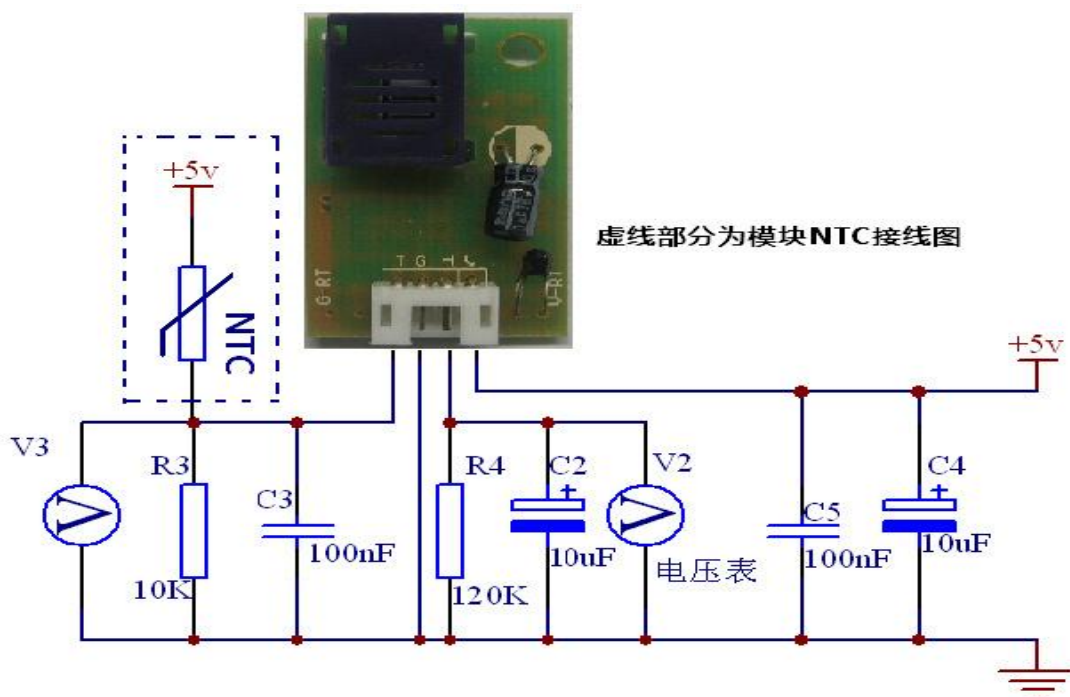 +5v
虚线部分为模块NTC接线图
T G H V
G-RT
V-RT
NTC
+5v
V3
R3
C3
R4
C2
V2
C5
C4
+
+
10K
100nF
120K
10uF
电压表
100nF
10uF
V
V